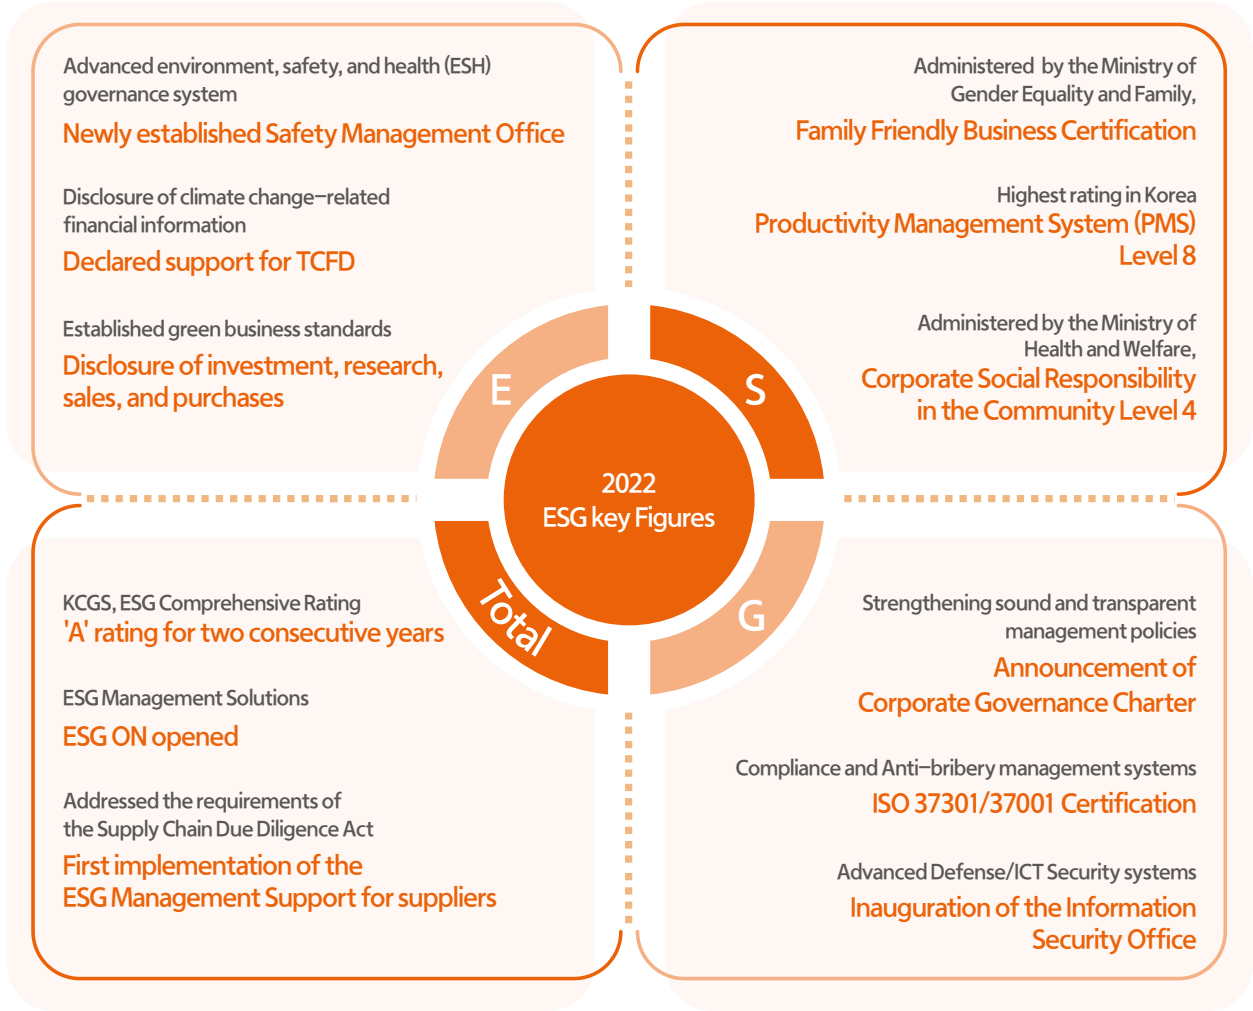 Advanced environment, safety, and health (ESH)
governance system
Newly established Safety Management Office
Disclosure of climate change-related
financial information
Declared support for TCFD
Established green business standards
Disclosure of investment, research,
sales, and purchases
Administered by the Ministry of
Gender Equality and Family,
Family Friendly Business Certification
Highest rating in Korea
Productivity Management System (PMS)
Level 8
Administered by the Ministry of
Health and Welfare,
Corporate Social Responsibility
in the Community Level 4
E
S
2022
ESG key Figures
Total
G
KCGS, ESG Comprehensive Rating
'A' rating for two consecutive years
ESG Management Solutions
ESG ON opened
Addressed the requirements of
the Supply Chain Due Diligence Act
First implementation of the
ESG Management Support for suppliers
Strengthening sound and transparent
management policies
Announcement of
Corporate Governance Charter
Compliance and Anti-bribery management systems
ISO 37301/37001 Certification
Advanced Defense/ICT Security systems
Inauguration of the Information
Security Office